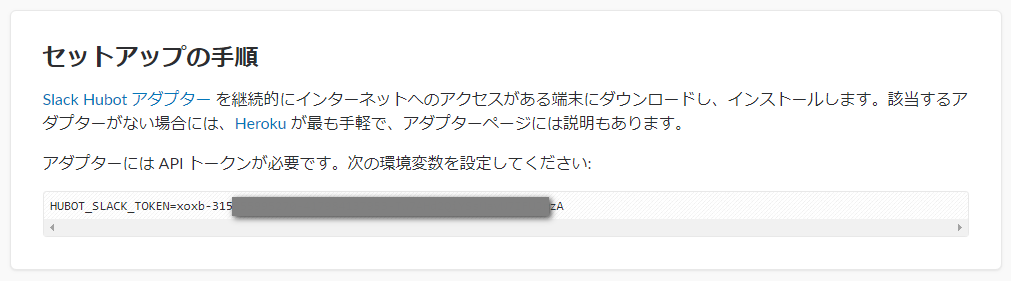 セットアップの手順
Slack Hubot アダプター を継続的にインターネットへのアクセスがある端末にダウンロードし、インストールします。該当するア
ダプターがない場合には、Heroku が最も手軽で、アダプターページには説明もあります。
アダプターには API トークンが必要です。次の環境変数を設定してください:
HUBOT_SLACK_TOKEN=xoxb-315 zA